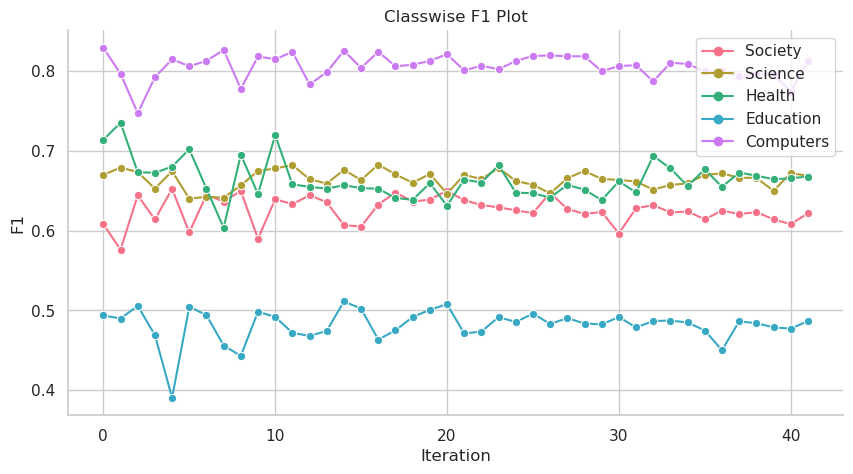 Classwise F1 Plot
F1
0.8
0.7
0.6
0.5
0.4
0
10
20
30
40
Iteration
Society
Science
Health
Education
Computers